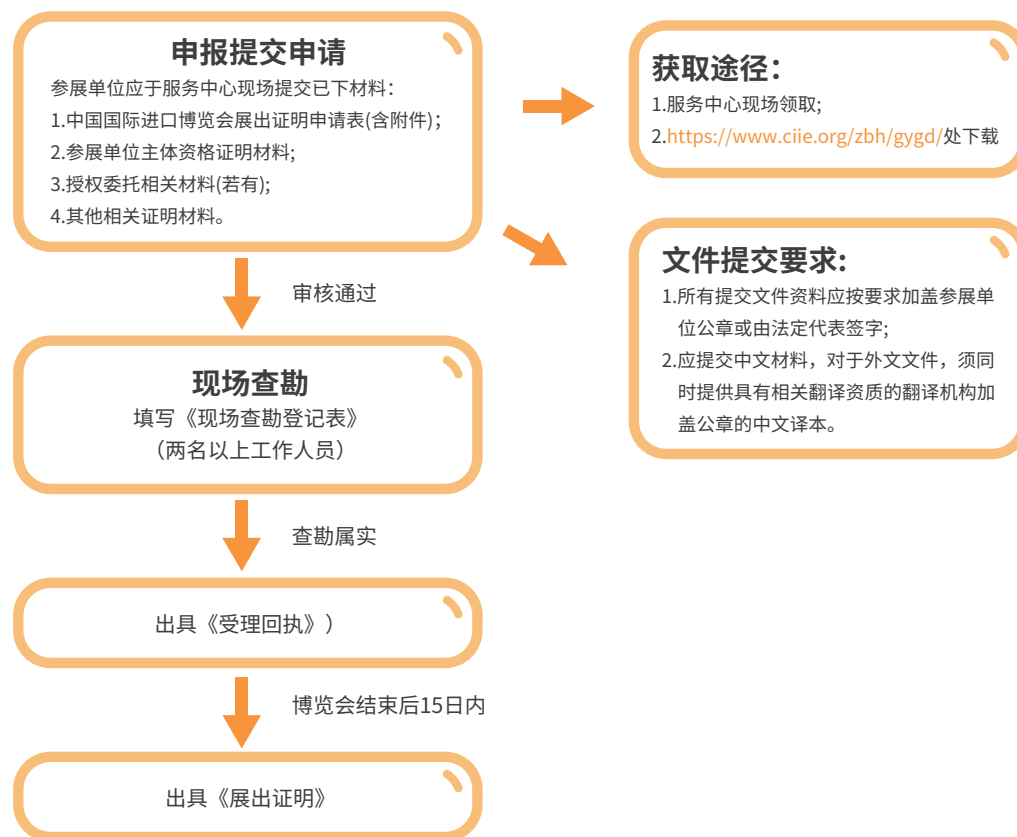 申报提交申请
参展单位应于服务中心现场提交已下材料：
1.中国国际进口博览会展出证明申请表(含附件)；
2.参展单位主体资格证明材料;
3.授权委托相关材料(若有);
4.其他相关证明材料。
获取途径：
1.服务中心现场领取;
2.https://www.ciie.org/zbh/gygd/处下载
文件提交要求:
1.所有提交文件资料应按要求加盖参展单
位公章或由法定代表签字;
2.应提交中文材料，对于外文文件，须同
时提供具有相关翻译资质的翻译机构加
盖公章的中文译本。
审核通过
现场查勘
填写《现场查勘登记表》
（两名以上工作人员）
查勘属实
出具《受理回执》）
博览会结束后15日内
出具《展出证明》